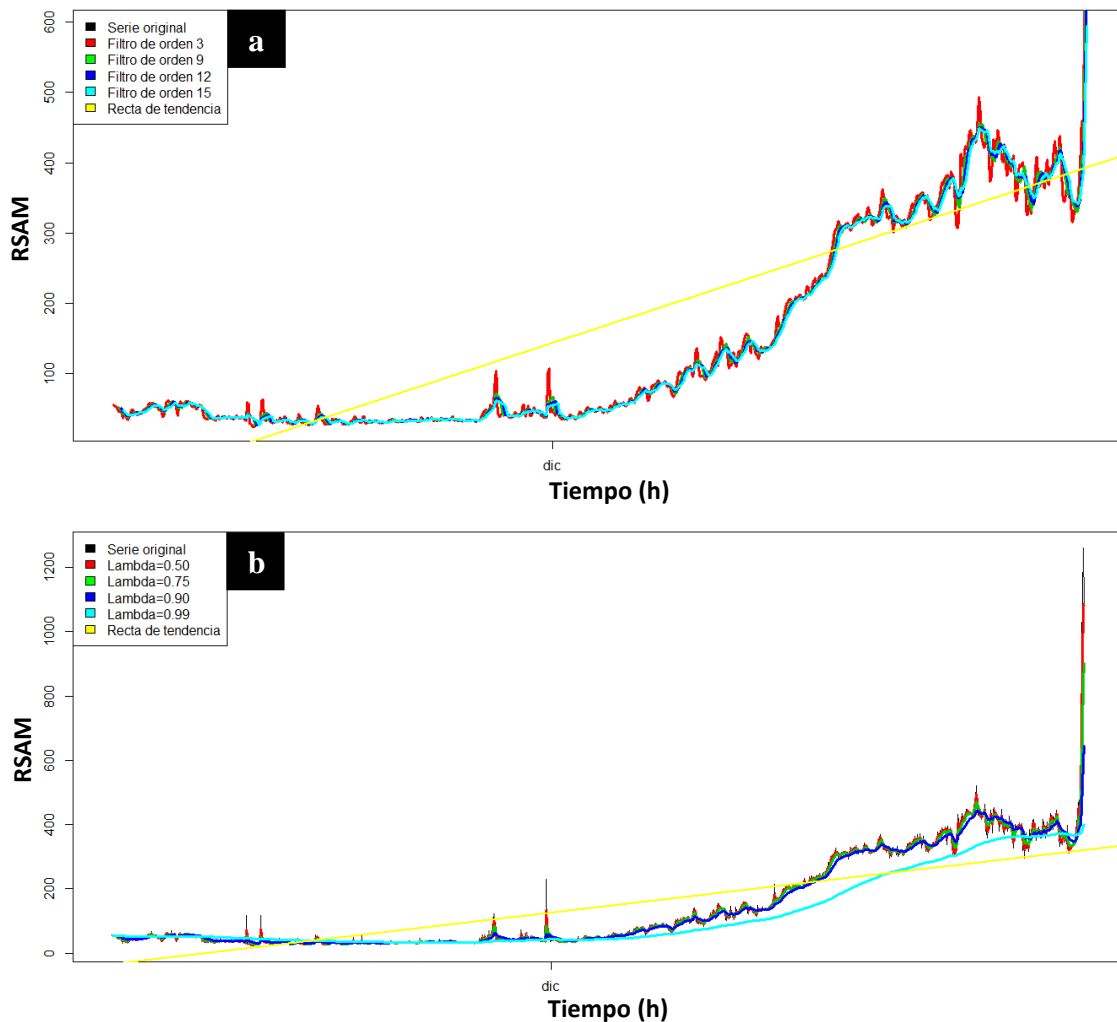 600
500
400
300
200
100
RSAM
Serie original
Filtro de orden 3
Filtro de orden 9
Filtro de orden 12
Filtro de orden 15
Recta de tendencia
a
dic
Tiempo (h)
1200
1000
800
600
400
200
0
RSAM
Serie original
Lambda=0.50
Lambda=0.75
Lambda=0.90
Lambda=0.99
Recta de tendencia
b
dic
Tiempo (h)